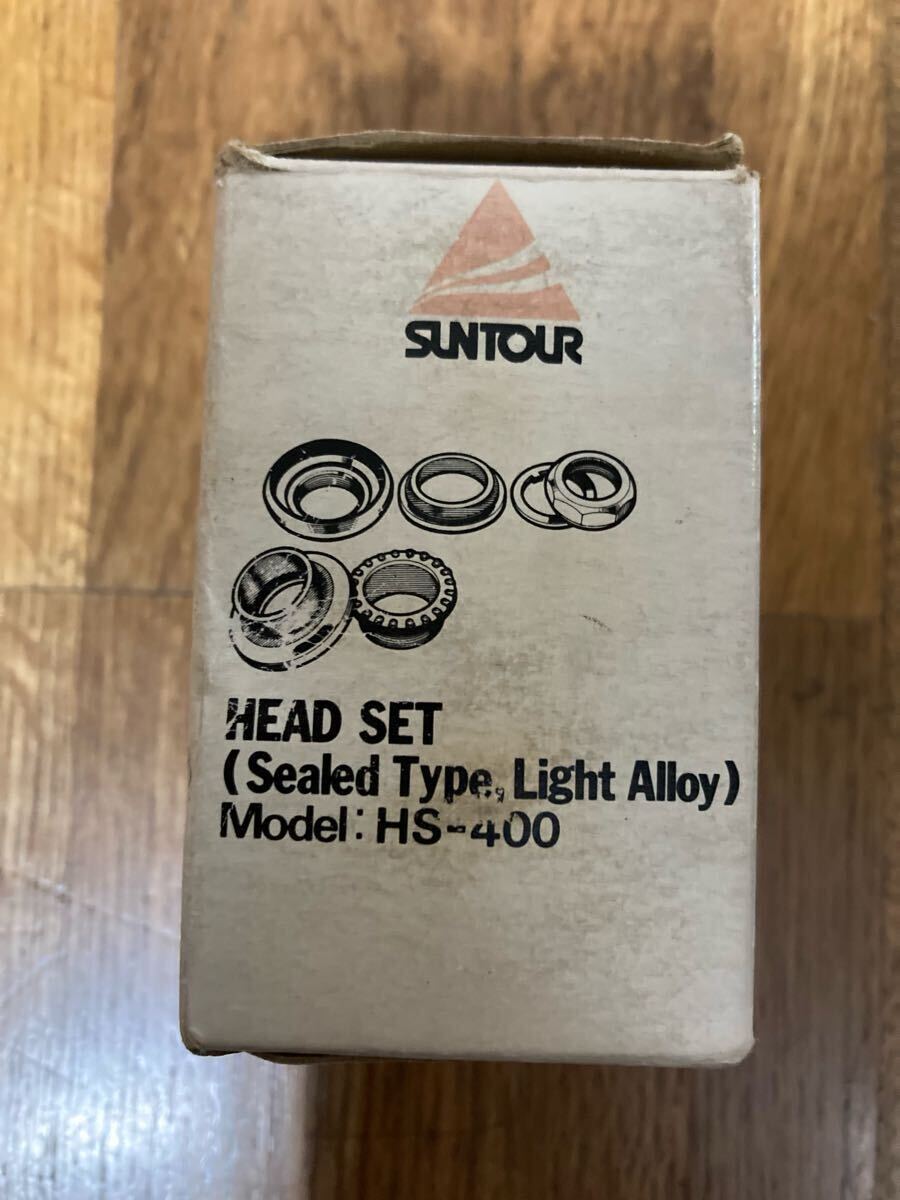 SUNTOUR
HEAD SET
(Sealed Type, Light Alloy)
Model: HS-400